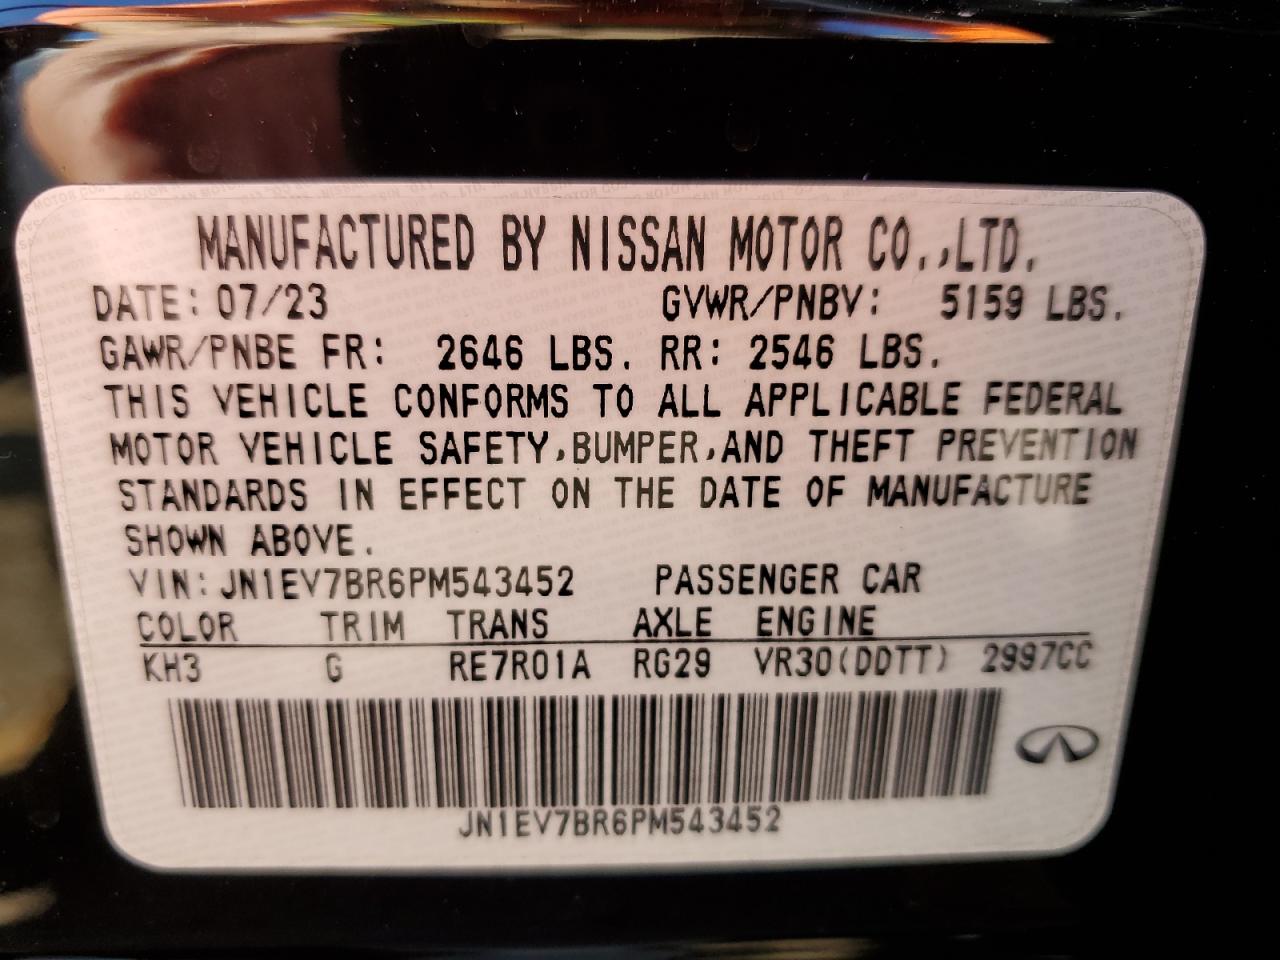 MANUFACTURED BY NISSAN MOTOR CO.,LTD.
DATE: 07/23 GVWR/PNBV: 5159 LBS.
GAWR/PNBE FR: 2646 LBS. RR: 2546 LBS.
THIS VEHICLE CONFORMS TO ALL APPLICABLE FEDERAL
MOTOR VEHICLE SAFETY,BUMPER,AND THEFT PREVENTION
STANDARDS IN EFFECT ON THE DATE OF MANUFACTURE
SHOWN ABOVE.
VIN: JN1EV7BR6PM543452 PASSENGER CAR
COLOR TRIM TRANS AXLE ENGINE
KH3 G RE7R01A RG29 VR30(DDTT) 2997CC
JN1EV7BR6PM543452